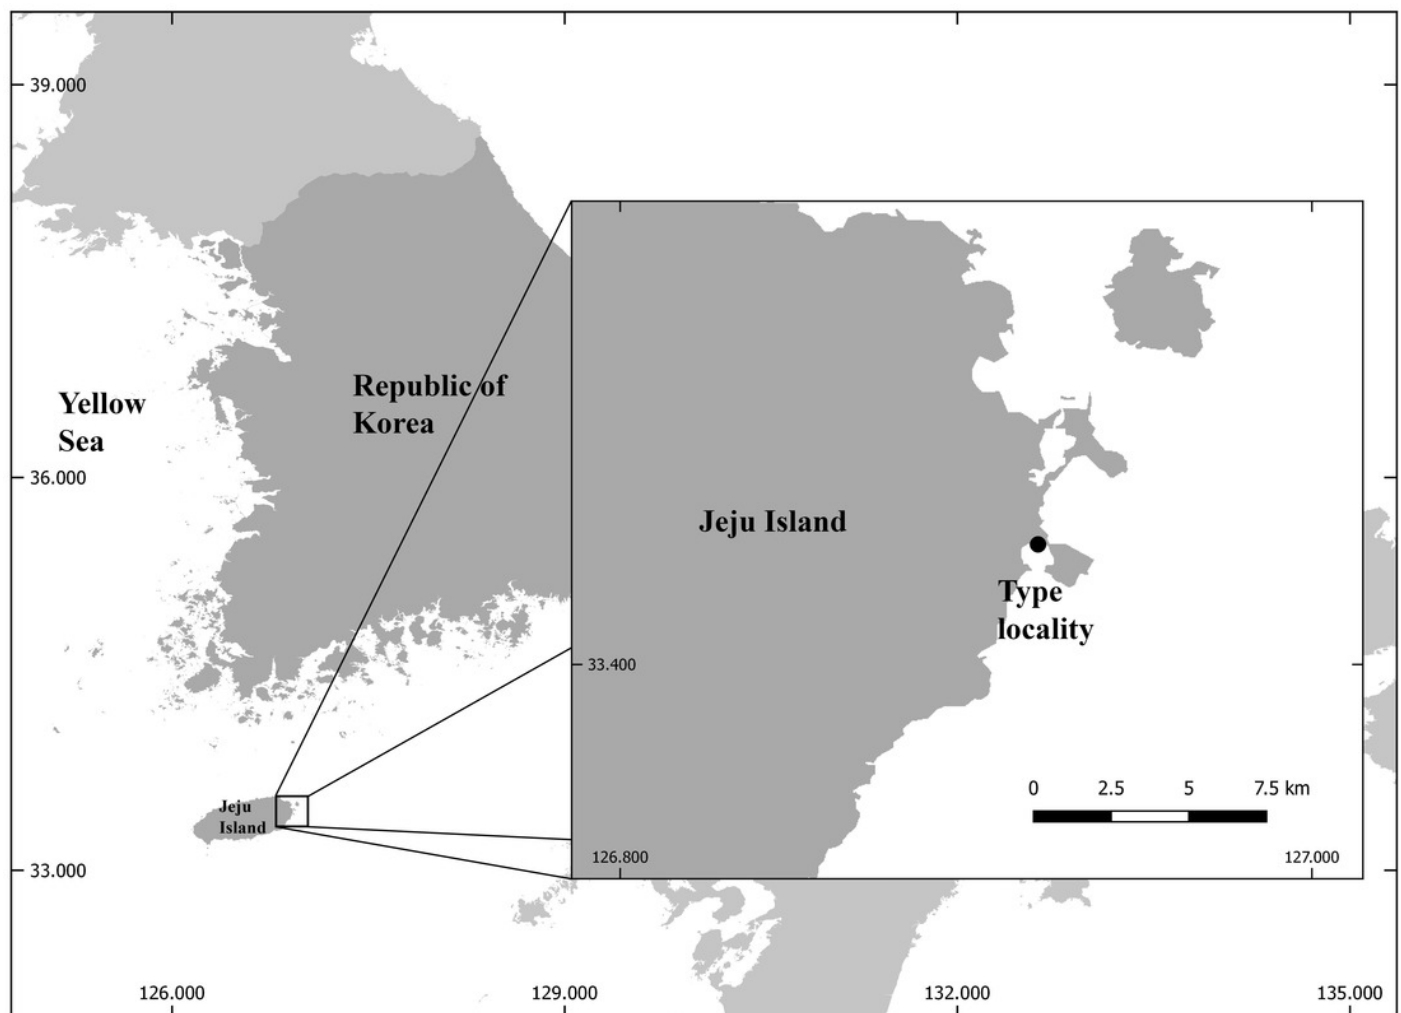 39.000
Republic of
Korea
Yellow
Sea
36.000
Jeju Island
Type
locality
33.400
0 2.5 5 7.5 km
Jeju
Island
126.800 127.000
33.000
126.000 129.000 132.000 135.000